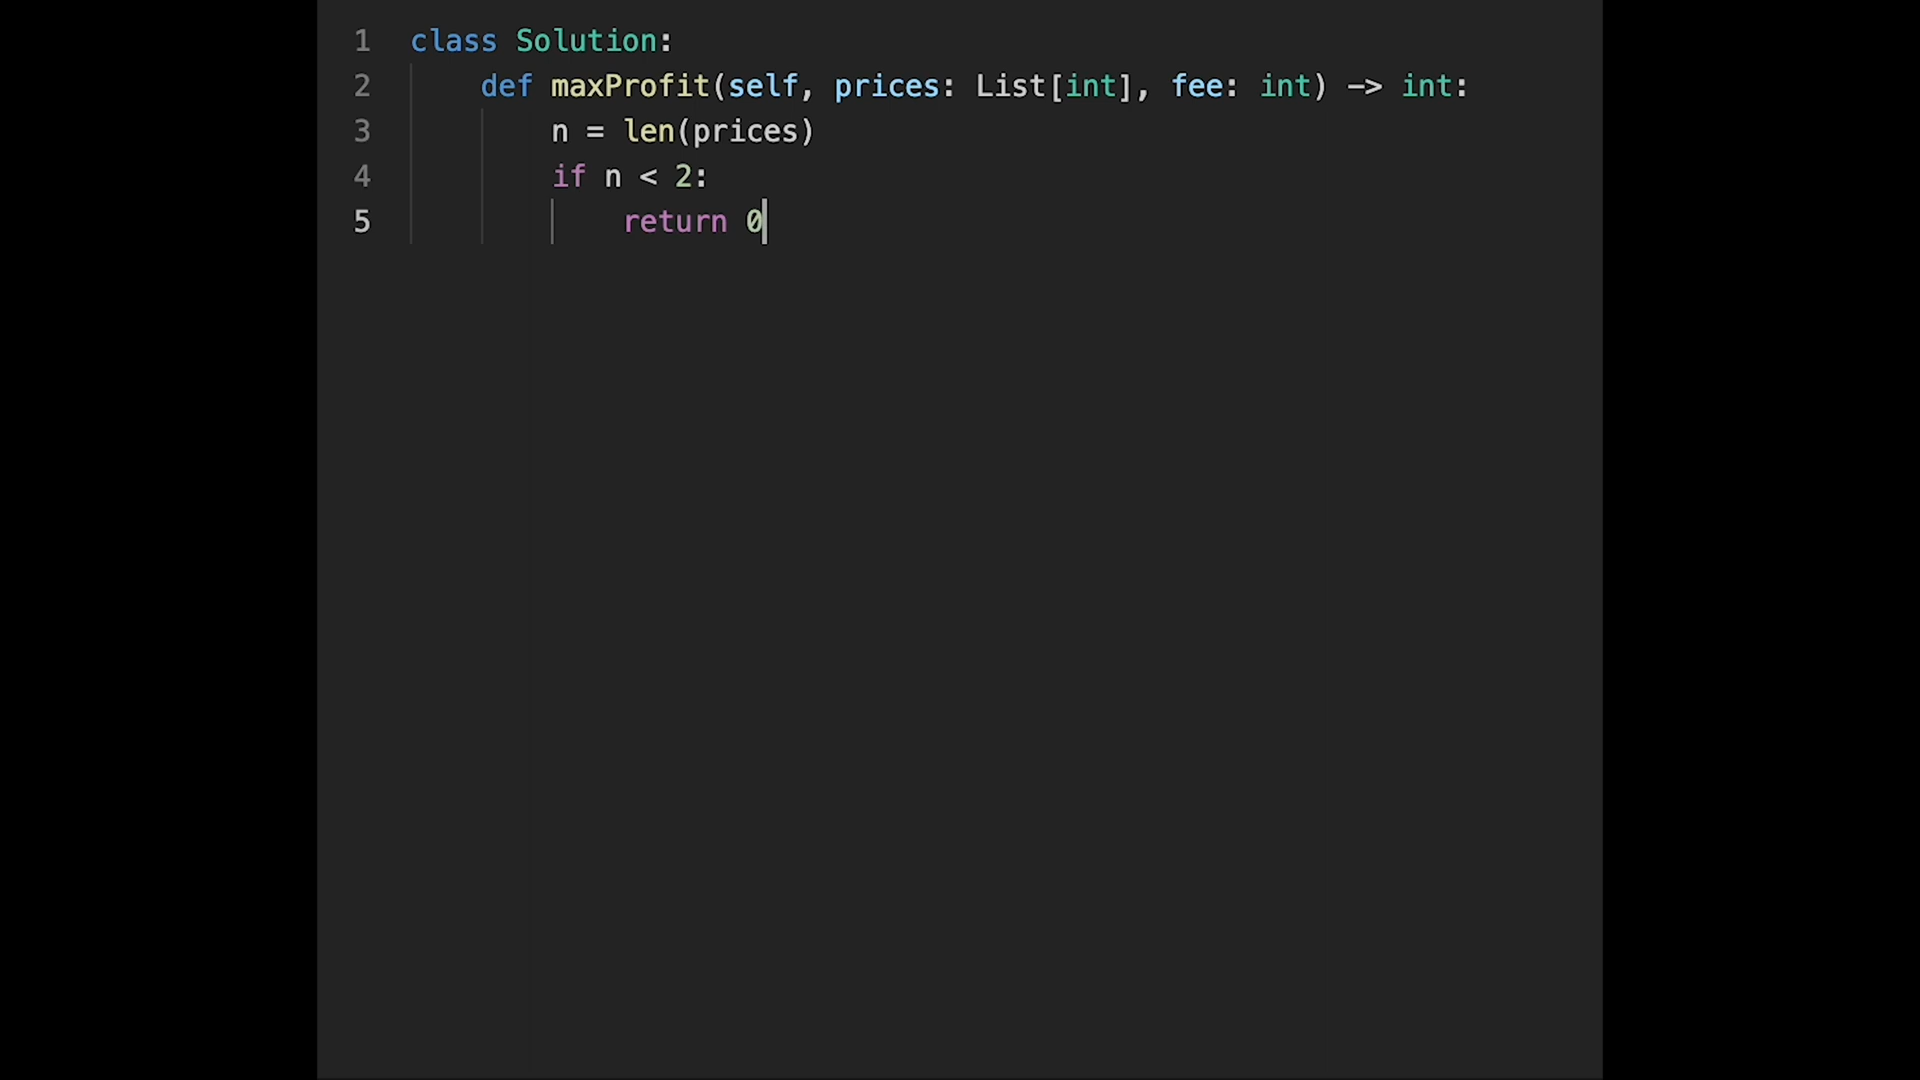 1 class Solution:
2 def maxProfit(self, prices: List[int], fee: int) -> int:
3 n = len(prices)
4 if n < 2:
5 return 0